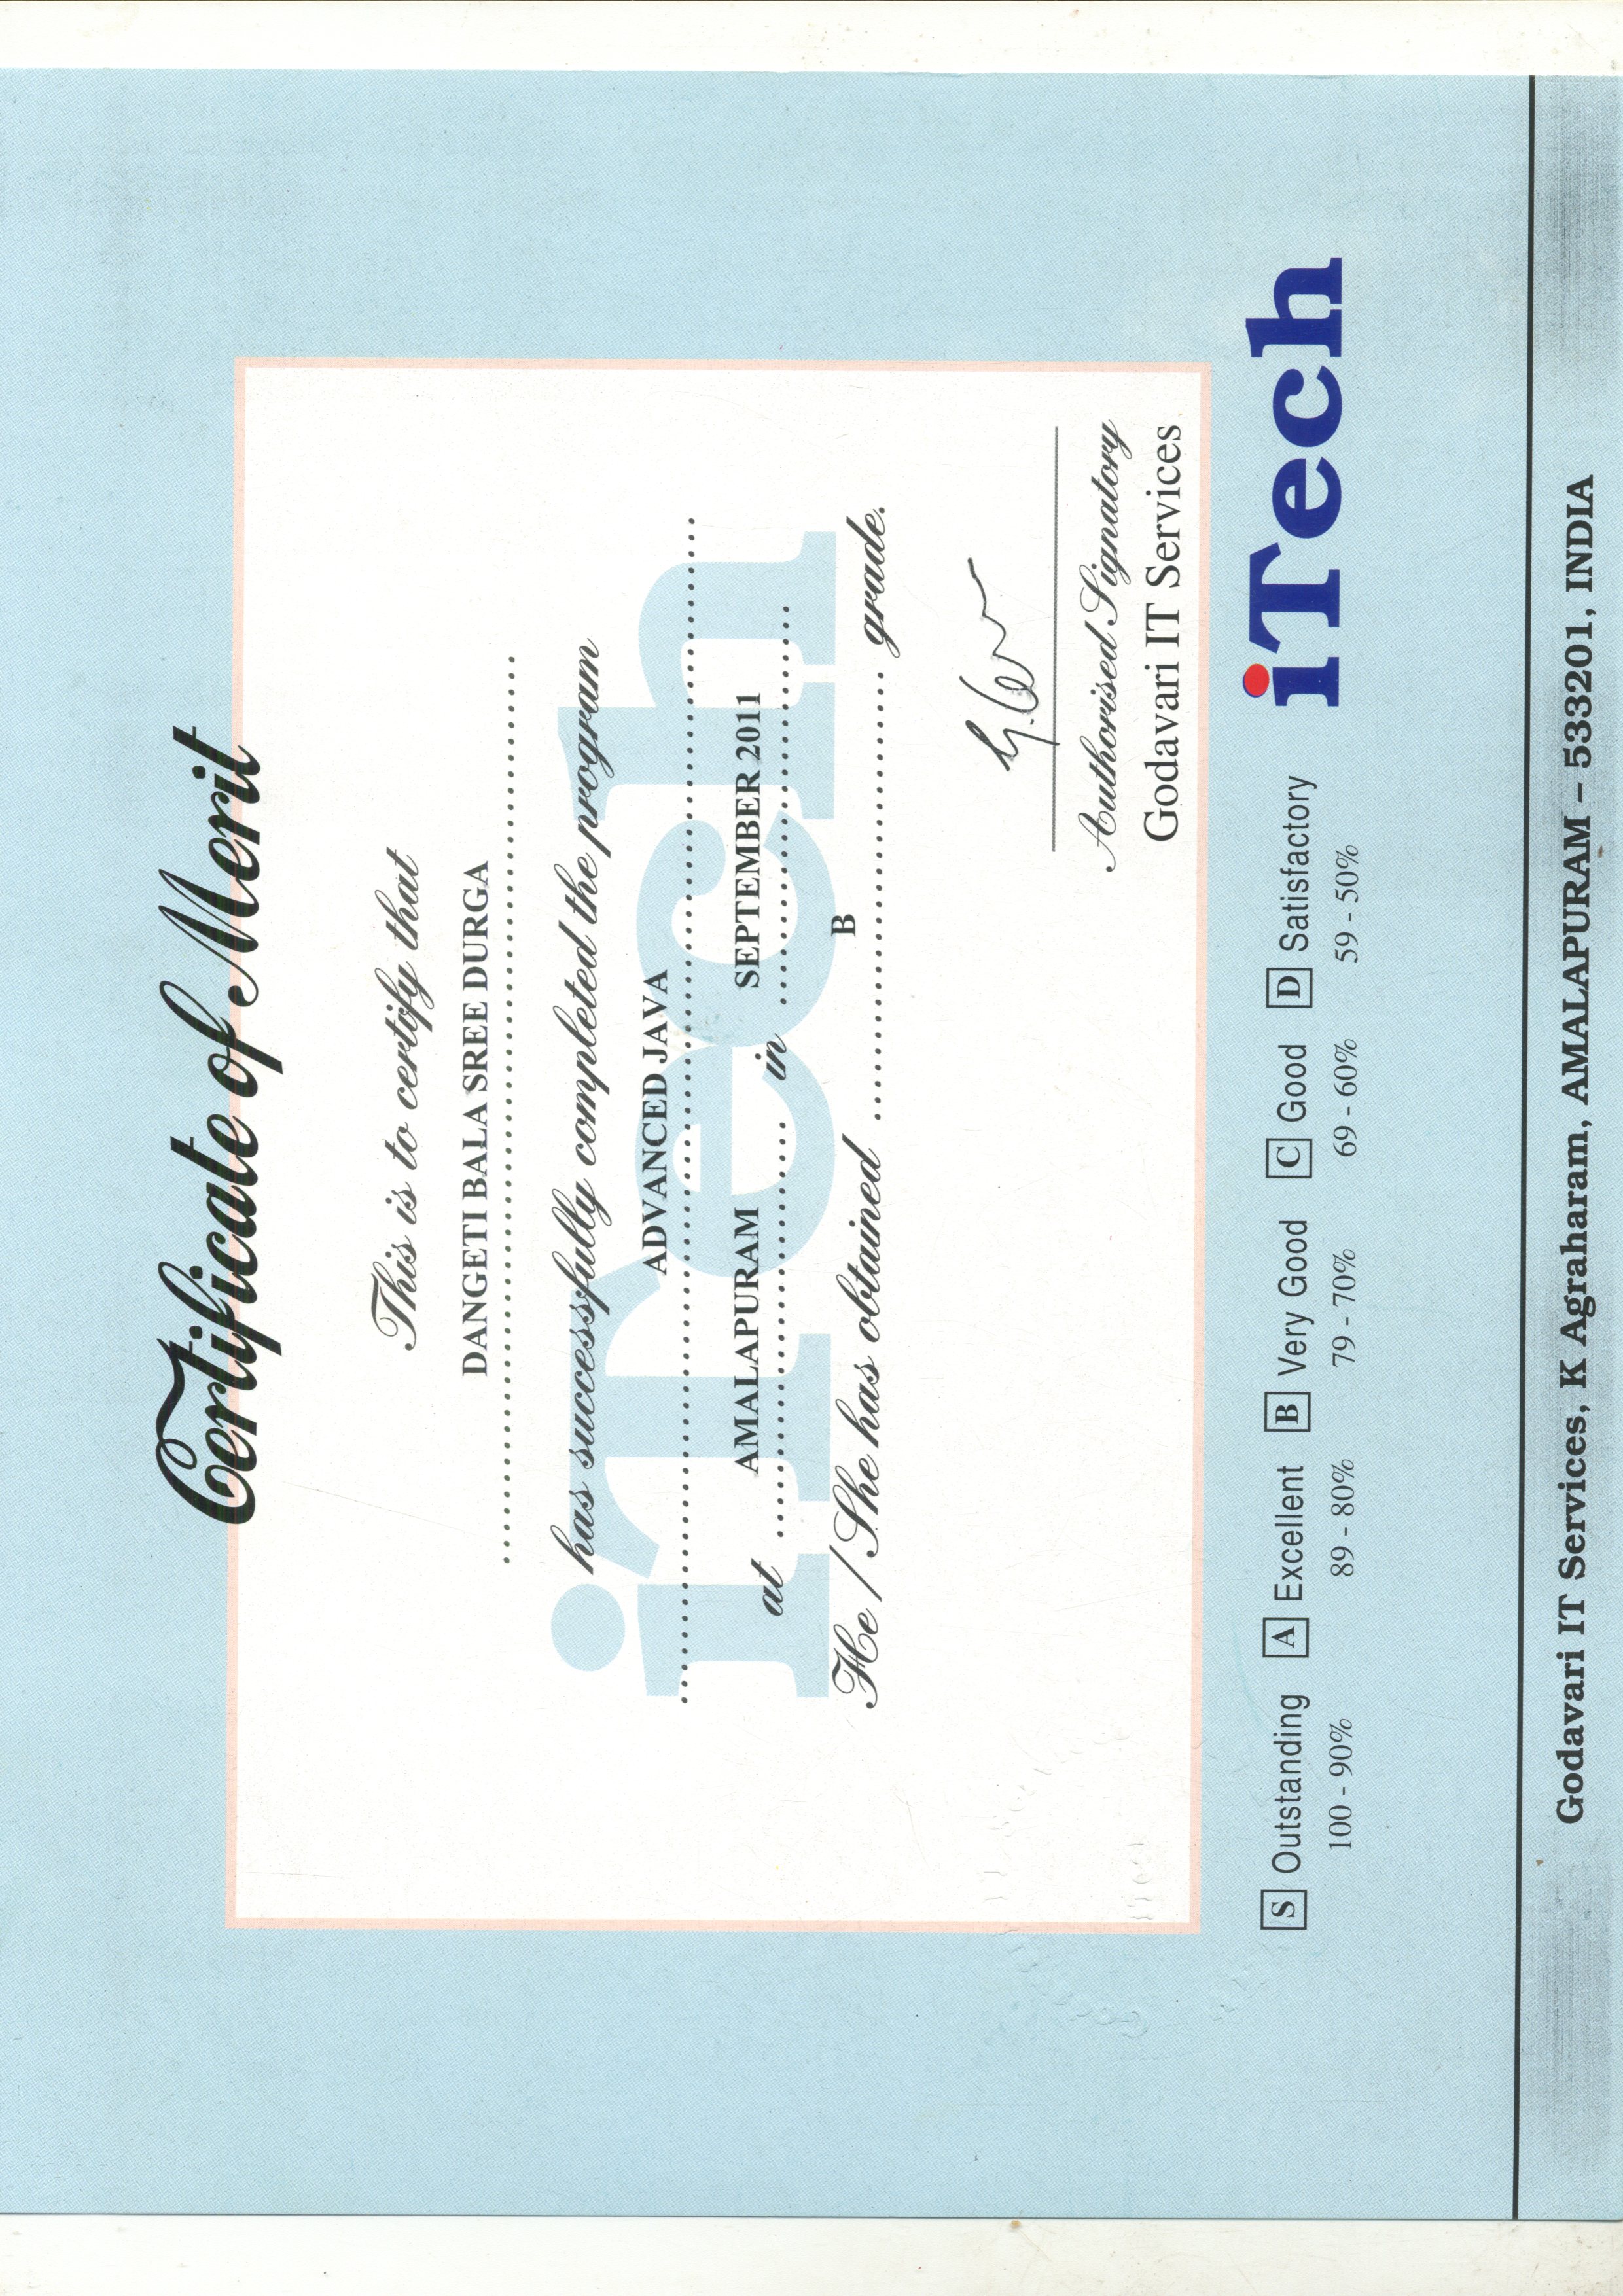 Certificate of Merit
This is to certify that
DANGETI BALA SREE DURGA
has successfully completed the program
ADVANCED JAVA
at AMALAPURAM in SEPTEMBER 2011
He / She has obtained B grade.
iTech
Authorised Signatory
Godavari IT Services
S Outstanding A Excellent B Very Good C Good D Satisfactory
100 - 90% 89 - 80% 79 - 70% 69 - 60% 59 - 50%
iTech
Godavari IT Services, K Agraharam, AMALAPURAM – 533201, INDIA